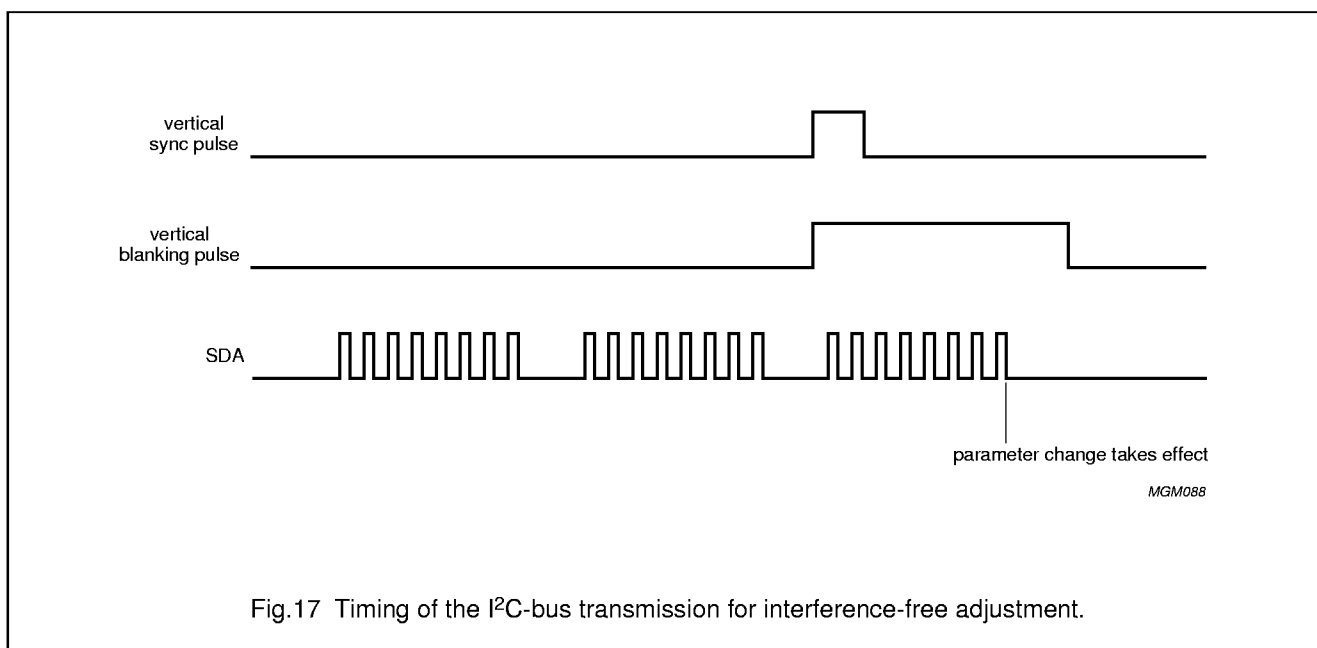 vertical
sync pulse
vertical
blanking pulse
SDA
parameter change takes effect
MGM088
Fig.17 Timing of the I²C-bus transmission for interference-free adjustment.